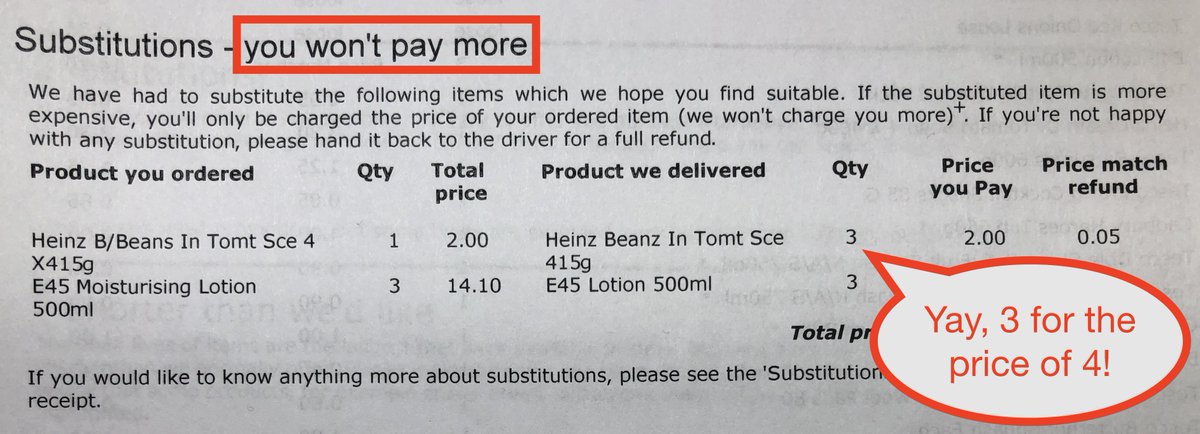 Substitutions - you won't pay more
We have had to substitute the following items which we hope you find suitable. If the substituted item is more
expensive, you'll only be charged the price of your ordered item (we won't charge you more)+. If you're not happy
with any substitution, please hand it back to the driver for a full refund.
Product you ordered Qty Total price Product we delivered Qty Price you Pay Price match refund
Heinz B/Beans In Tomt Sce 4 1 2.00 Heinz Beanz In Tomt Sce 3 2.00 0.05
X415g 415g
E45 Moisturising Lotion 3 14.10 E45 Lotion 500ml 3
500ml
Total pr
Yay, 3 for the
price of 4!
If you would like to know anything more about substitutions, please see the 'Substitution
receipt.